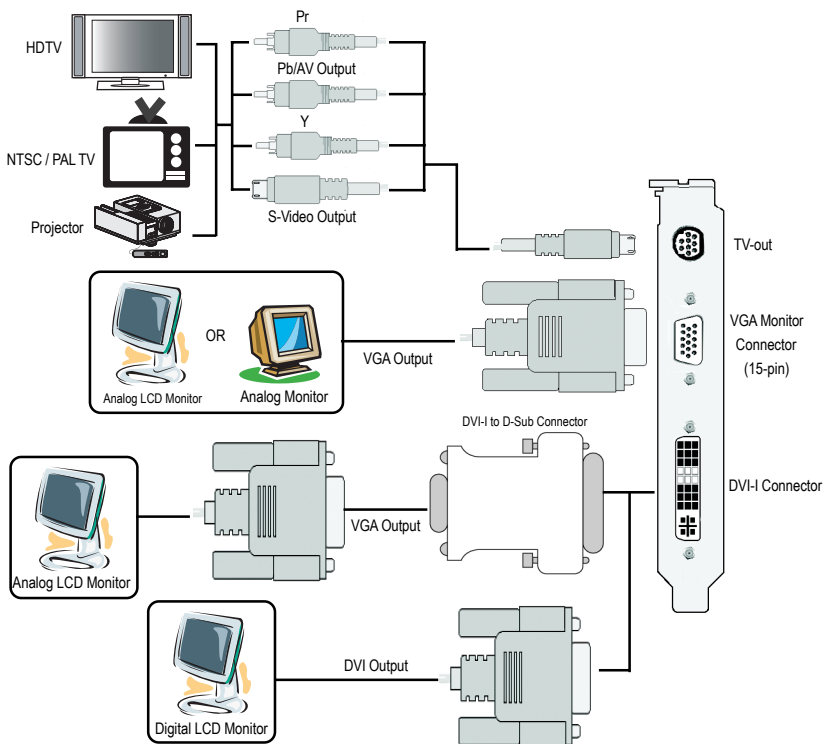 Pr
HDTV
Pb/AV Output
Y
NTSC / PAL TV
S-Video Output
Projector
TV-out
VGA Monitor
Connector
(15-pin)
OR
VGA Output
Analog LCD Monitor
Analog Monitor
DVI-I to D-Sub Connector
DVI-I Connector
VGA Output
Analog LCD Monitor
DVI Output
Digital LCD Monitor